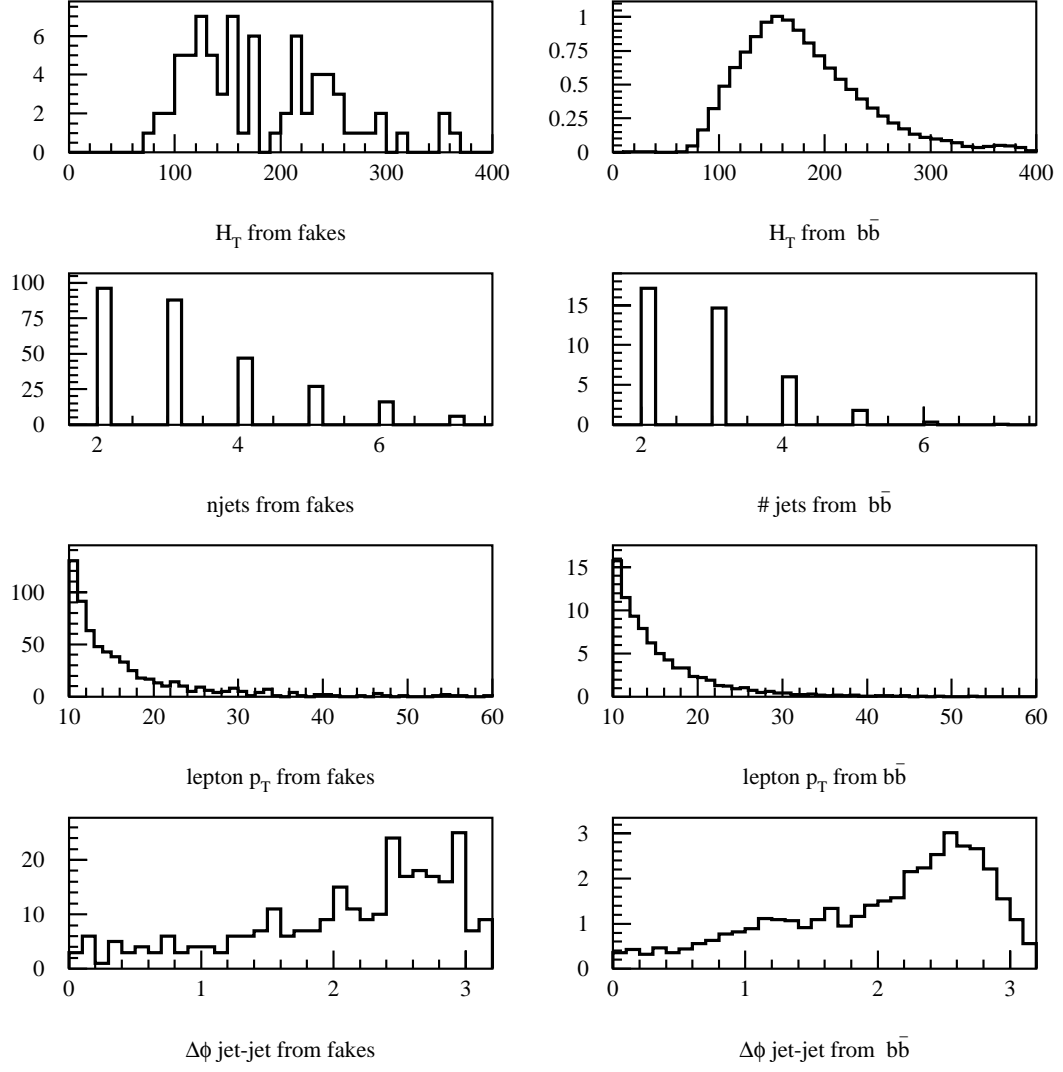 0
2
4
6
0 100 200 300 400
H_T from fakes
0
0.25
0.5
0.75
1
0 100 200 300 400
H_T from b b̄
0
25
50
75
100
2 4 6
njets from fakes
0
5
10
15
2 4 6
# jets from b b̄
0
50
100
10 20 30 40 50 60
lepton p_T from fakes
0
5
10
15
10 20 30 40 50 60
lepton p_T from b b̄
0
10
20
0 1 2 3
Δϕ jet-jet from fakes
0
1
2
3
0 1 2 3
Δϕ jet-jet from b b̄